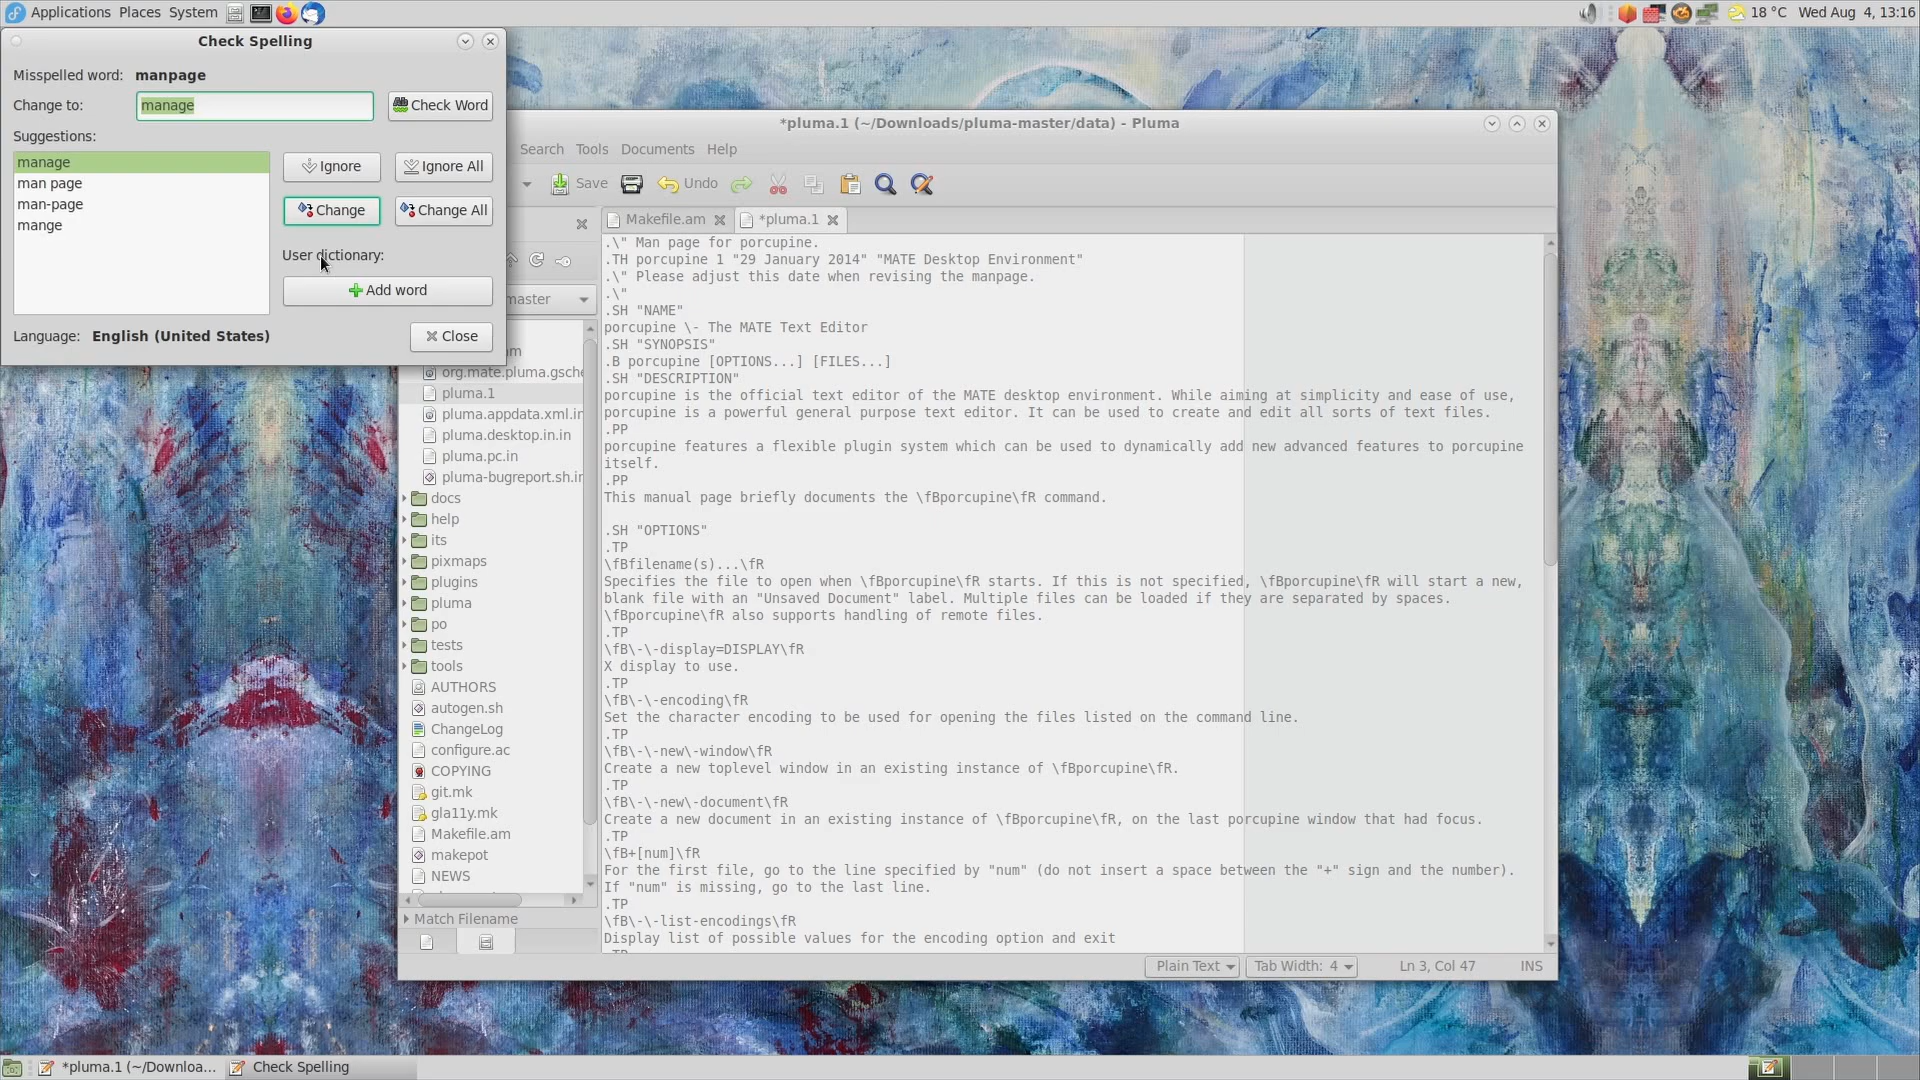 Applications Places System
18 °C Wed Aug 4, 13:16
Check Spelling
Misspelled word: manpage
Change to: manage Check Word
Suggestions:
manage
man page
man-page
mange
Ignore Ignore All
Change Change All
User dictionary:
Add word
Language: English (United States)
Close
*pluma.1 (~/Downloads/pluma-master/data) - Pluma
Search Tools Documents Help
Save Undo
master
org.mate.pluma.gsche
pluma.1
pluma.appdata.xml.in
pluma.desktop.in.in
pluma.pc.in
pluma-bugreport.sh.in
docs
help
its
pixmaps
plugins
pluma
po
tests
tools
AUTHORS
autogen.sh
ChangeLog
configure.ac
COPYING
git.mk
gla11y.mk
Makefile.am
makepot
NEWS
Match Filename
Makefile.am *pluma.1
.\" Man page for porcupine.
.TH porcupine 1 "29 January 2014" "MATE Desktop Environment"
.\" Please adjust this date when revising the manpage.
.\"
.SH "NAME"
porcupine \- The MATE Text Editor
.SH "SYNOPSIS"
.B porcupine [OPTIONS...] [FILES...]
.SH "DESCRIPTION"
porcupine is the official text editor of the MATE desktop environment. While aiming at simplicity and ease of use,
porcupine is a powerful general purpose text editor. It can be used to create and edit all sorts of text files.
.PP
porcupine features a flexible plugin system which can be used to dynamically add new advanced features to porcupine
itself.
.PP
This manual page briefly documents the \fBporcupine\fR command.
.SH "OPTIONS"
.TP
\fBfilename(s)...\fR
Specifies the file to open when \fBporcupine\fR starts. If this is not specified, \fBporcupine\fR will start a new,
blank file with an "Unsaved Document" label. Multiple files can be loaded if they are separated by spaces.
\fBporcupine\fR also supports handling of remote files.
.TP
\fB\-\-display=DISPLAY\fR
X display to use.
.TP
\fB\-\-encoding\fR
Set the character encoding to be used for opening the files listed on the command line.
.TP
\fB\-\-new\-window\fR
Create a new toplevel window in an existing instance of \fBporcupine\fR.
.TP
\fB\-\-new\-document\fR
Create a new document in an existing instance of \fBporcupine\fR, on the last porcupine window that had focus.
.TP
\fB+[num]\fR
For the first file, go to the line specified by "num" (do not insert a space between the "+" sign and the number).
If "num" is missing, go to the last line.
.TP
\fB\-\-list-encodings\fR
Display list of possible values for the encoding option and exit
.TP
Plain Text Tab Width: 4 Ln 3, Col 47 INS
*pluma.1 (~/Downloa... Check Spelling